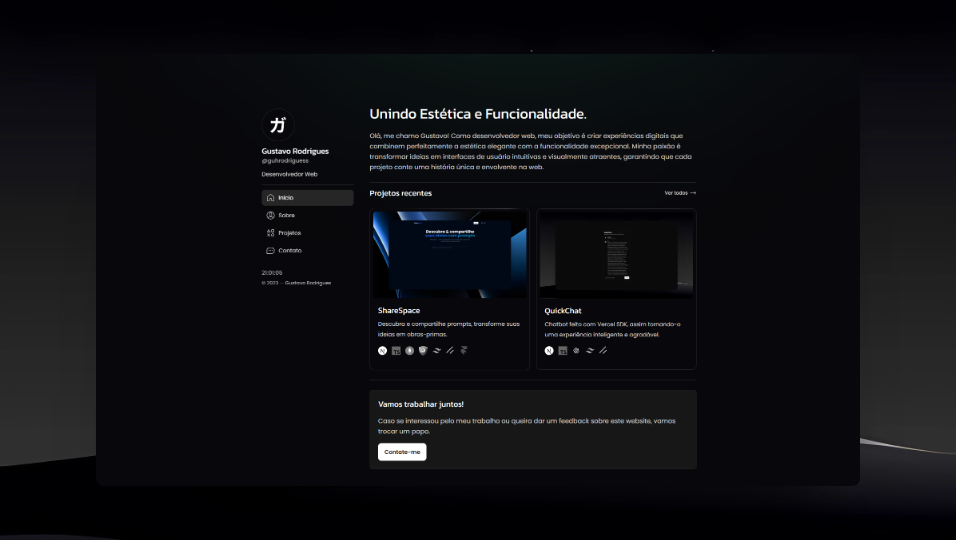 ガ
Gustavo Rodrigues
@guhrodriguess
Desenvolvedor Web
Início
Sobre
Projetos
Contato
21:01:05
© 2023 — Gustavo Rodrigues
Unindo Estética e Funcionalidade.
Olá, me chamo Gustavo! Como desenvolvedor web, meu objetivo é criar experiências digitais que
combinem perfeitamente a estética elegante com a funcionalidade excepcional. Minha paixão é
transformar ideias em interfaces de usuário intuitivas e visualmente atraentes, garantindo que cada
projeto conte uma história única e envolvente na web.
Projetos recentes
Ver todos →
Descubra & compartilhe
ShareSpace
Descubra e compartilhe prompts, transforme suas
ideias em obras-primas.
QuickChat
Chatbot feito com Vercel SDK, assim tornando-o
uma experiência inteligente e agradável.
Vamos trabalhar juntos!
Caso se interessou pelo meu trabalho ou queira dar um feedback sobre este website, vamos
trocar um papo.
Contate-me